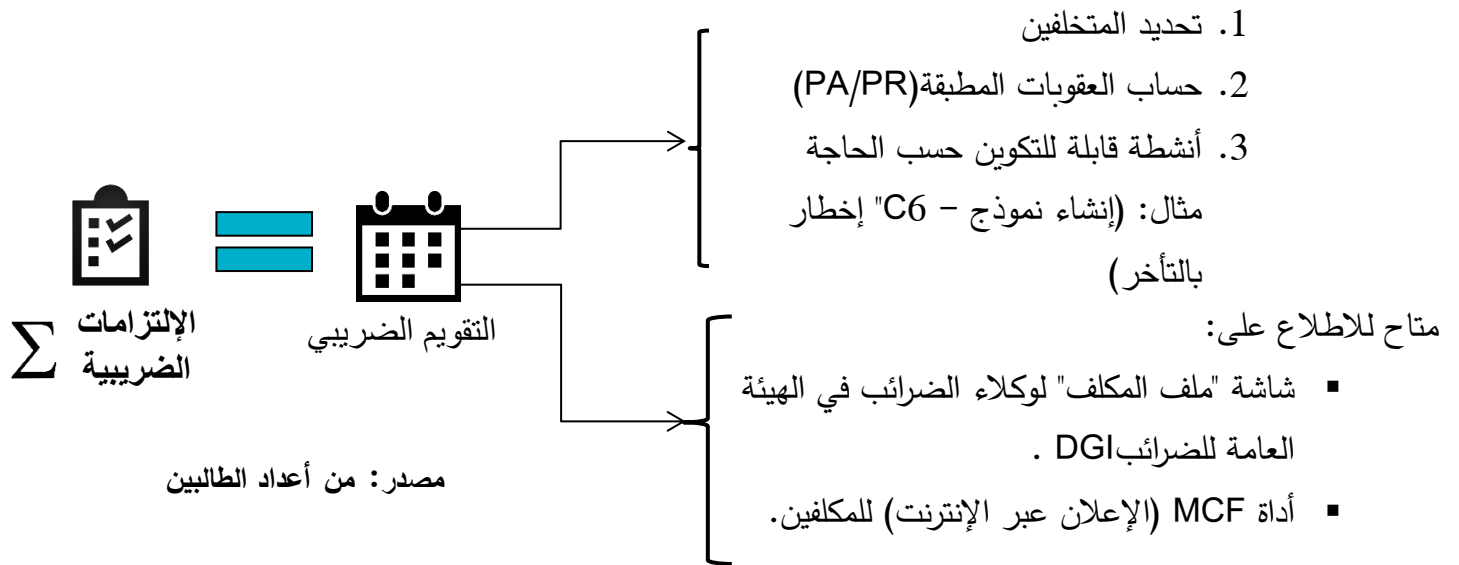 1. تحديد المتخلفين
2. حساب العقوبات المطبقة(PA/PR)
3. أنشطة قابلة للتكوين حسب الحاجة
مثال: (إنشاء نموذج – C6" إخطار
بالتأخر)
∑ الإلتزامات
الضريبية
التقويم الضريبي
متاح للاطلاع على:
▪ شاشة "ملف المكلف" لوكلاء الضرائب في الهيئة
العامة للضرائبDGI .
▪ أداة MCF (الإعلان عبر الإنترنت) للمكلفين.
مصدر: من أعداد الطالبين